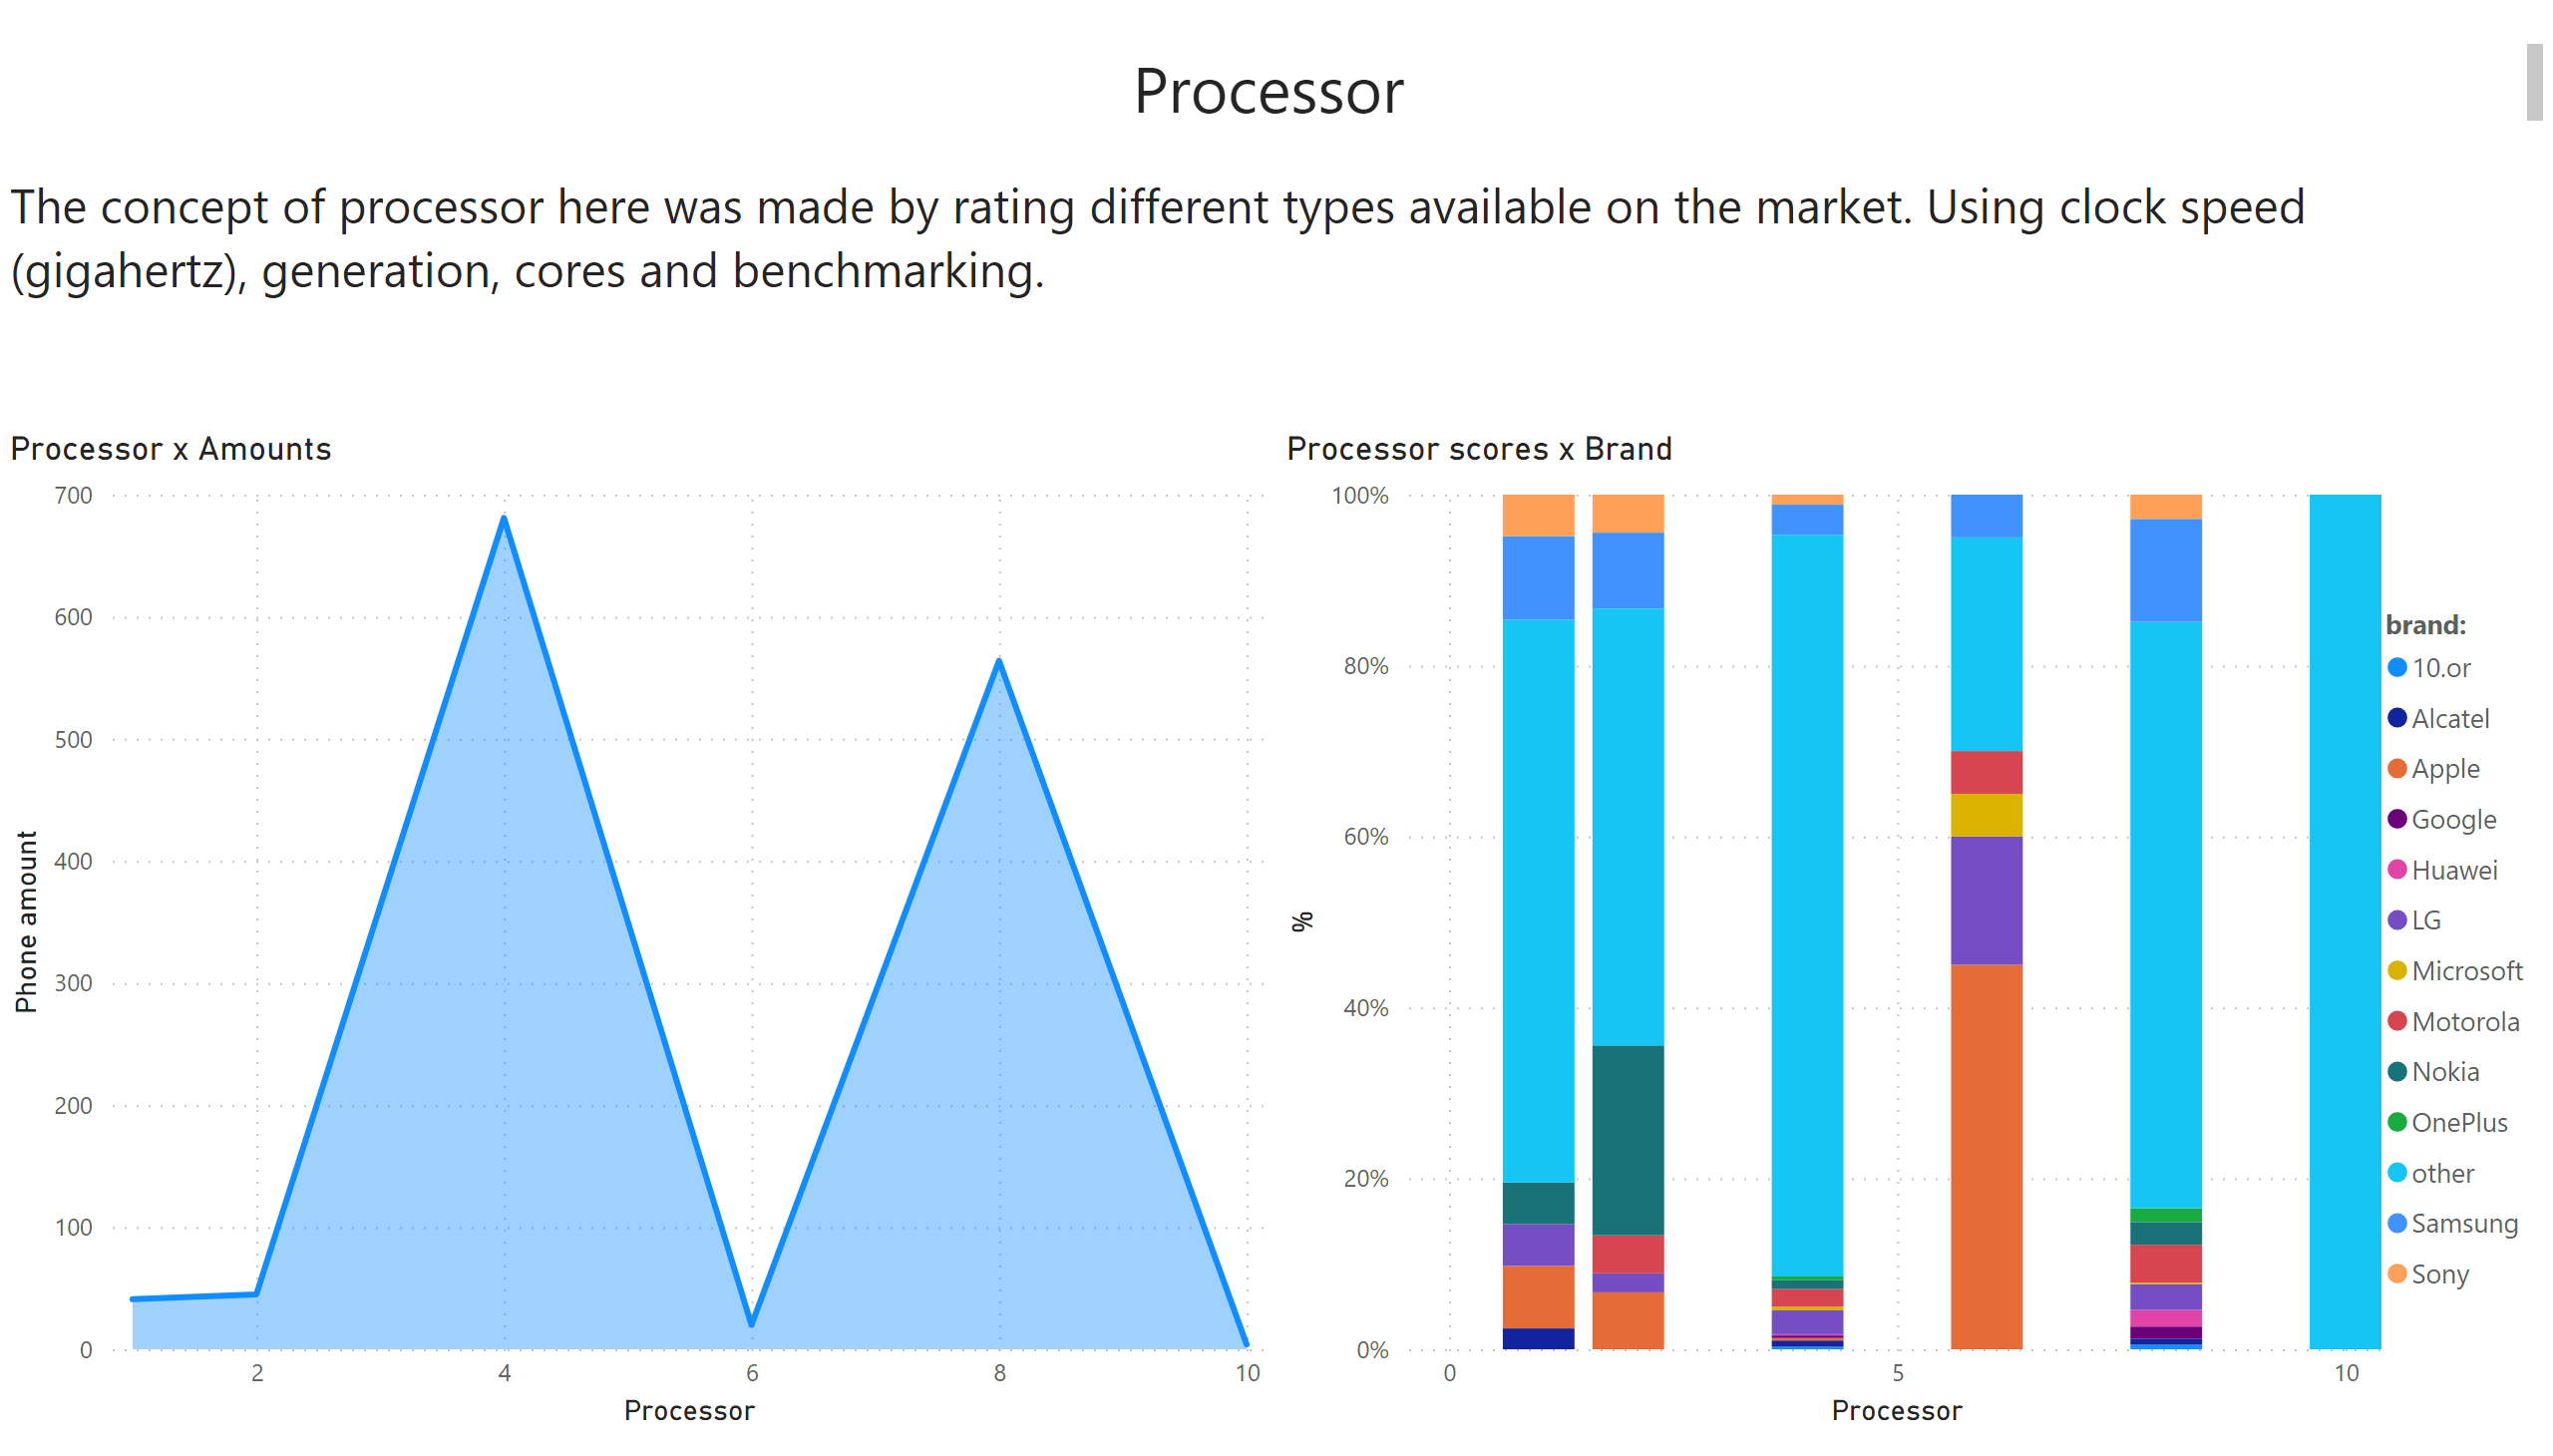 Processor
The concept of processor here was made by rating different types available on the market. Using clock speed
(gigahertz), generation, cores and benchmarking.
Processor x Amounts
700
600
500
400
300
200
100
0
Phone amount
2 4 6 8 10
Processor
Processor scores x Brand
100%
80%
60%
40%
20%
0%
%
0 5 10
Processor
brand:
10.or
Alcatel
Apple
Google
Huawei
LG
Microsoft
Motorola
Nokia
OnePlus
other
Samsung
Sony